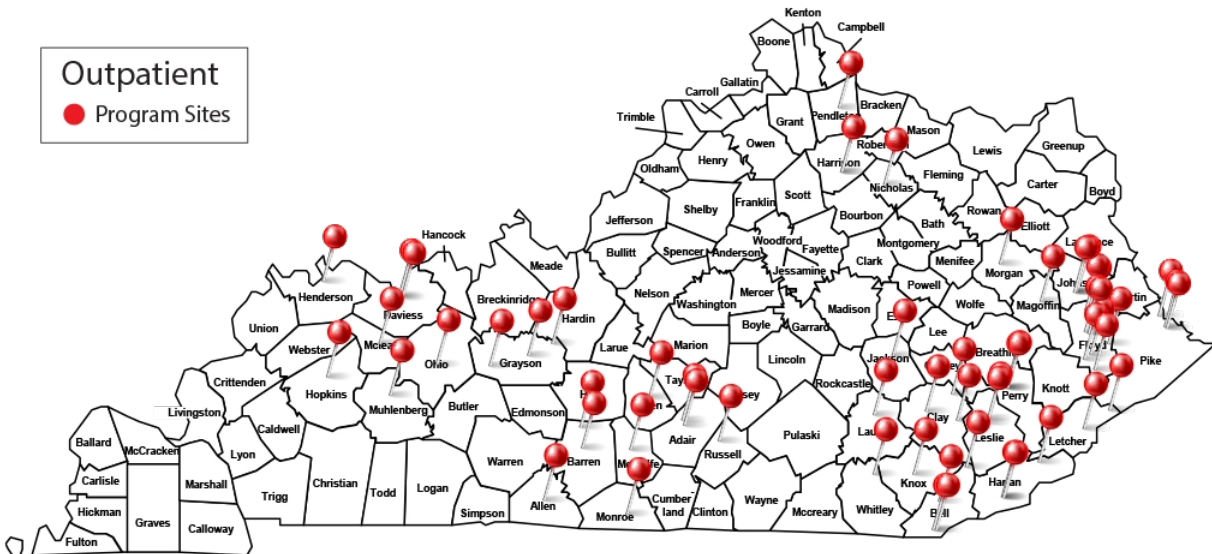 Kenton
Campbell
Boone
Outpatient
Program Sites
Gallatin
Carroll
Trimble
Grant
Pendleton
Bracken
Mason
Lewis
Greenup
Owen
Henry
Oldham
Harrison
Fleming
Carter
Boyd
Nicholas
Scott
Shelby
Franklin
Rowan
Jefferson
Bourbon
Bath
Elliott
Hancock
Woodford
Fayette
Montgomery
Bullitt
Spencer
Anderson
Clark
Menifee
Morgan
Meade
Jessamine
Powell
Henderson
Breckinridge
Nelson
Mercer
Washington
Madison
Wolfe
Magoffin
Daviess
Hardin
Union
Boyle
Garrard
Lee
Webster
Mclean
Ohio
Grayson
Larue
Marion
Lincoln
Jackson
Pike
Crittenden
Rockcastle
Perry
Knott
Hopkins
Muhlenberg
Butler
Edmonson
Livingston
Clay
Caldwell
Adair
Pulaski
Leslie
Letcher
Ballard
McCracken
Lyon
Warren
Barren
Russell
Carlisle
Marshall
Trigg
Christian
Todd
Logan
Knox
Hickman
Graves
Calloway
Simpson
Allen
Monroe
Cumber-
land
Clinton
Wayne
Mccreary
Whitley
Fulton